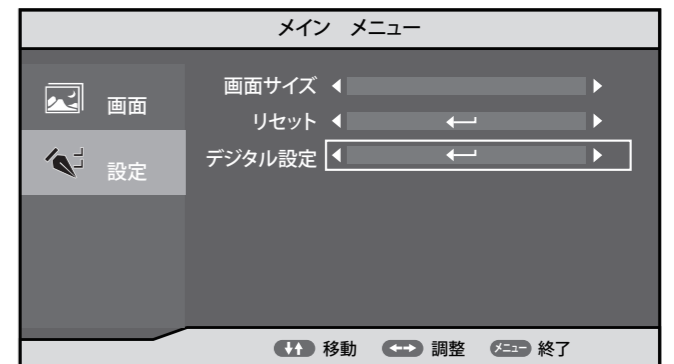 メイン メニュー
画面
設定
画面サイズ
リセット
デジタル設定
移動 調整 メニュー 終了